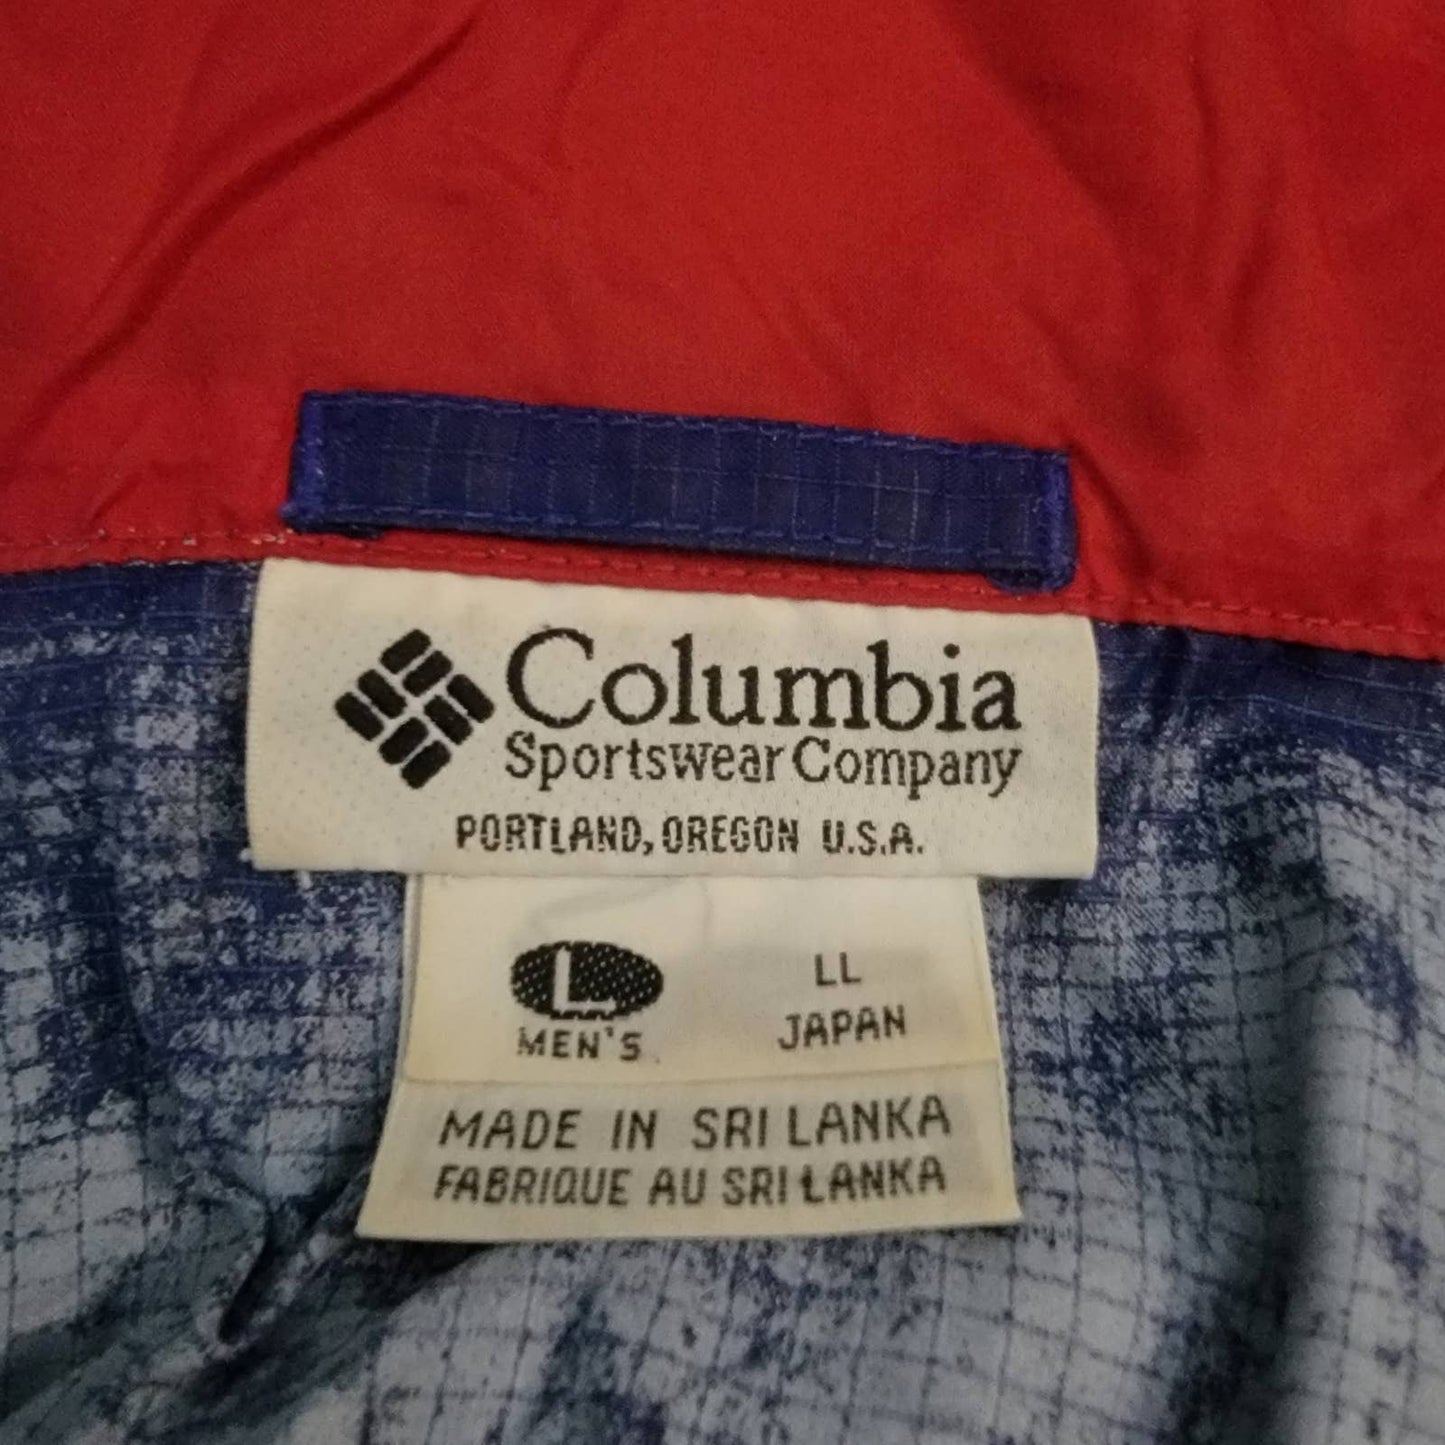 Columbia
Sportswear Company
PORTLAND, OREGON U.S.A.
L LL
MEN'S JAPAN
MADE IN SRI LANKA
FABRIQUE AU SRI LANKA